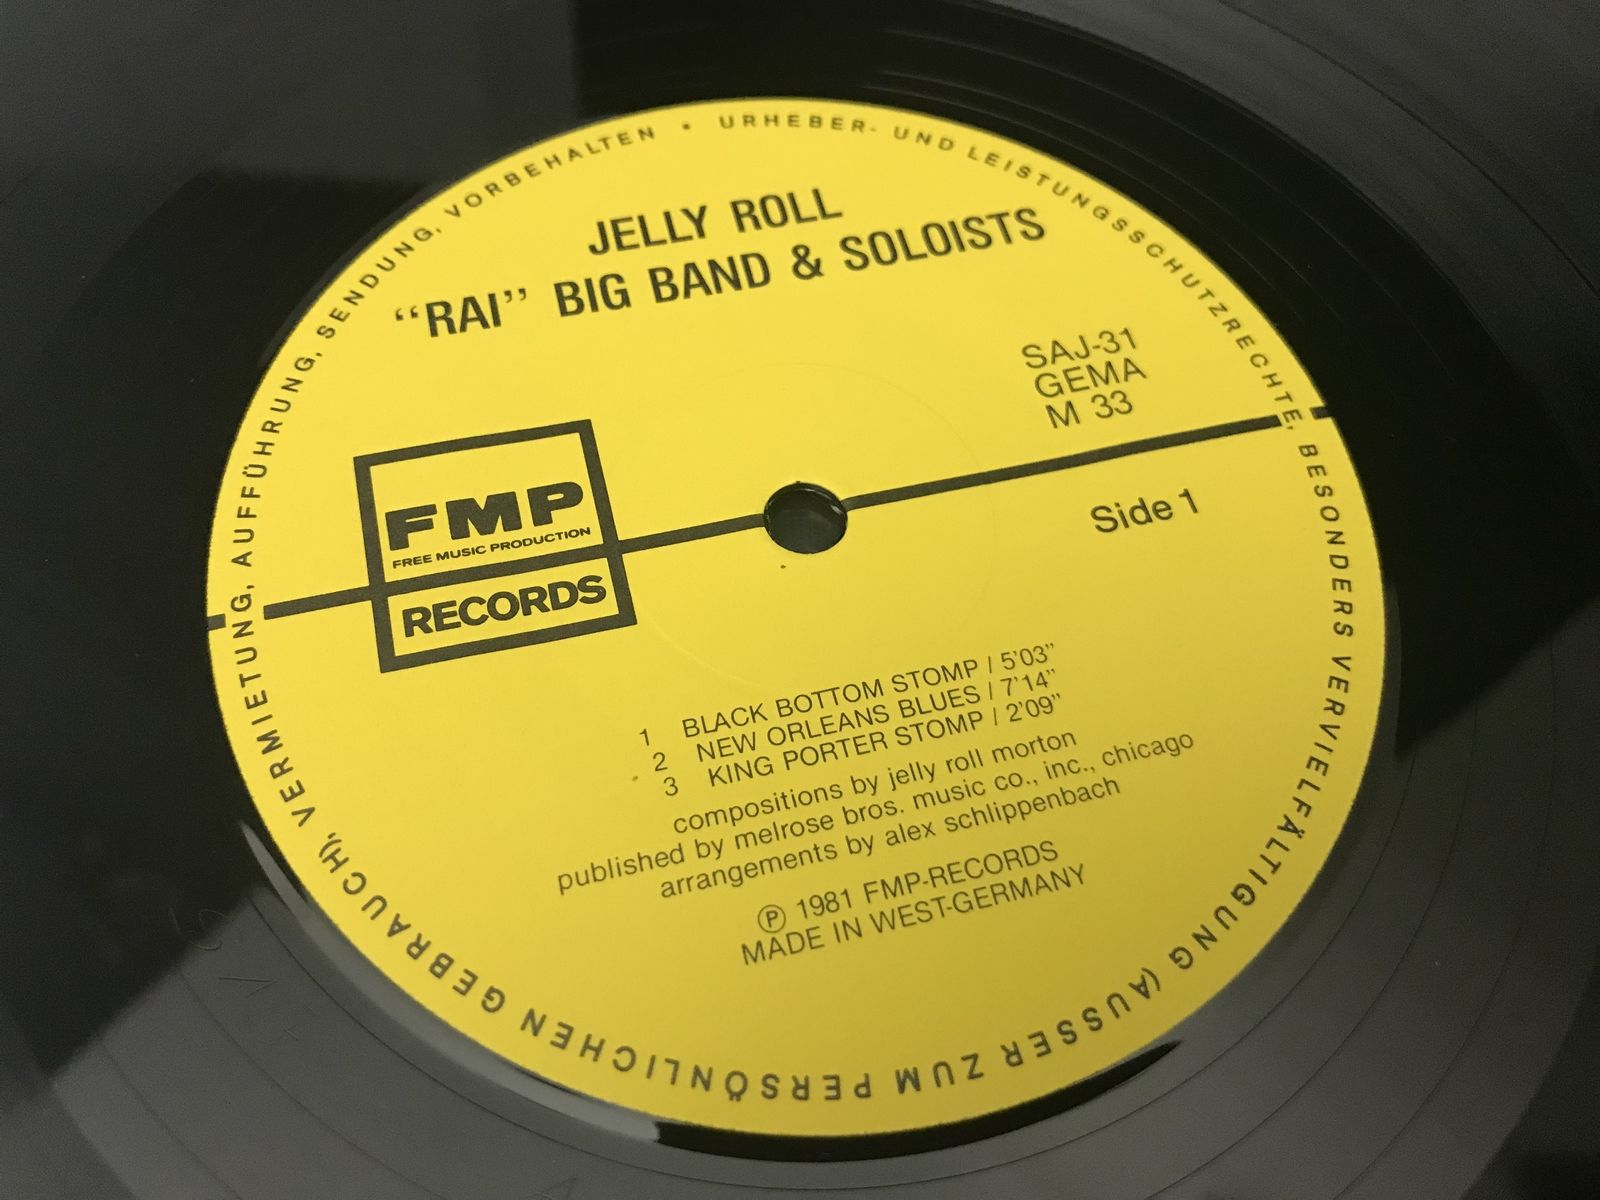 JELLY ROLL
“RAI” BIG BAND & SOLOISTS
SAJ-31
GEMA
M 33
FMP
FREE MUSIC PRODUCTION
RECORDS
Side 1
1 BLACK BOTTOM STOMP / 5’03”
2 NEW ORLEANS BLUES / 7’14”
3 KING PORTER STOMP / 2’09”
compositions by jelly roll morton
published by melrose bros. music co., inc., chicago
arrangements by alex schlippenbach
Ⓟ 1981 FMP-RECORDS
MADE IN WEST-GERMANY
• URHEBER- UND LEISTUNGSSCHUTZRECHTE, BESONDERS VERVIELFÄLTIGUNG (AUSSER ZUM PERSÖNLICHEN GEBRAUCH), VERMIETUNG, AUFFÜHRUNG, SENDUNG, VORBEHALTEN